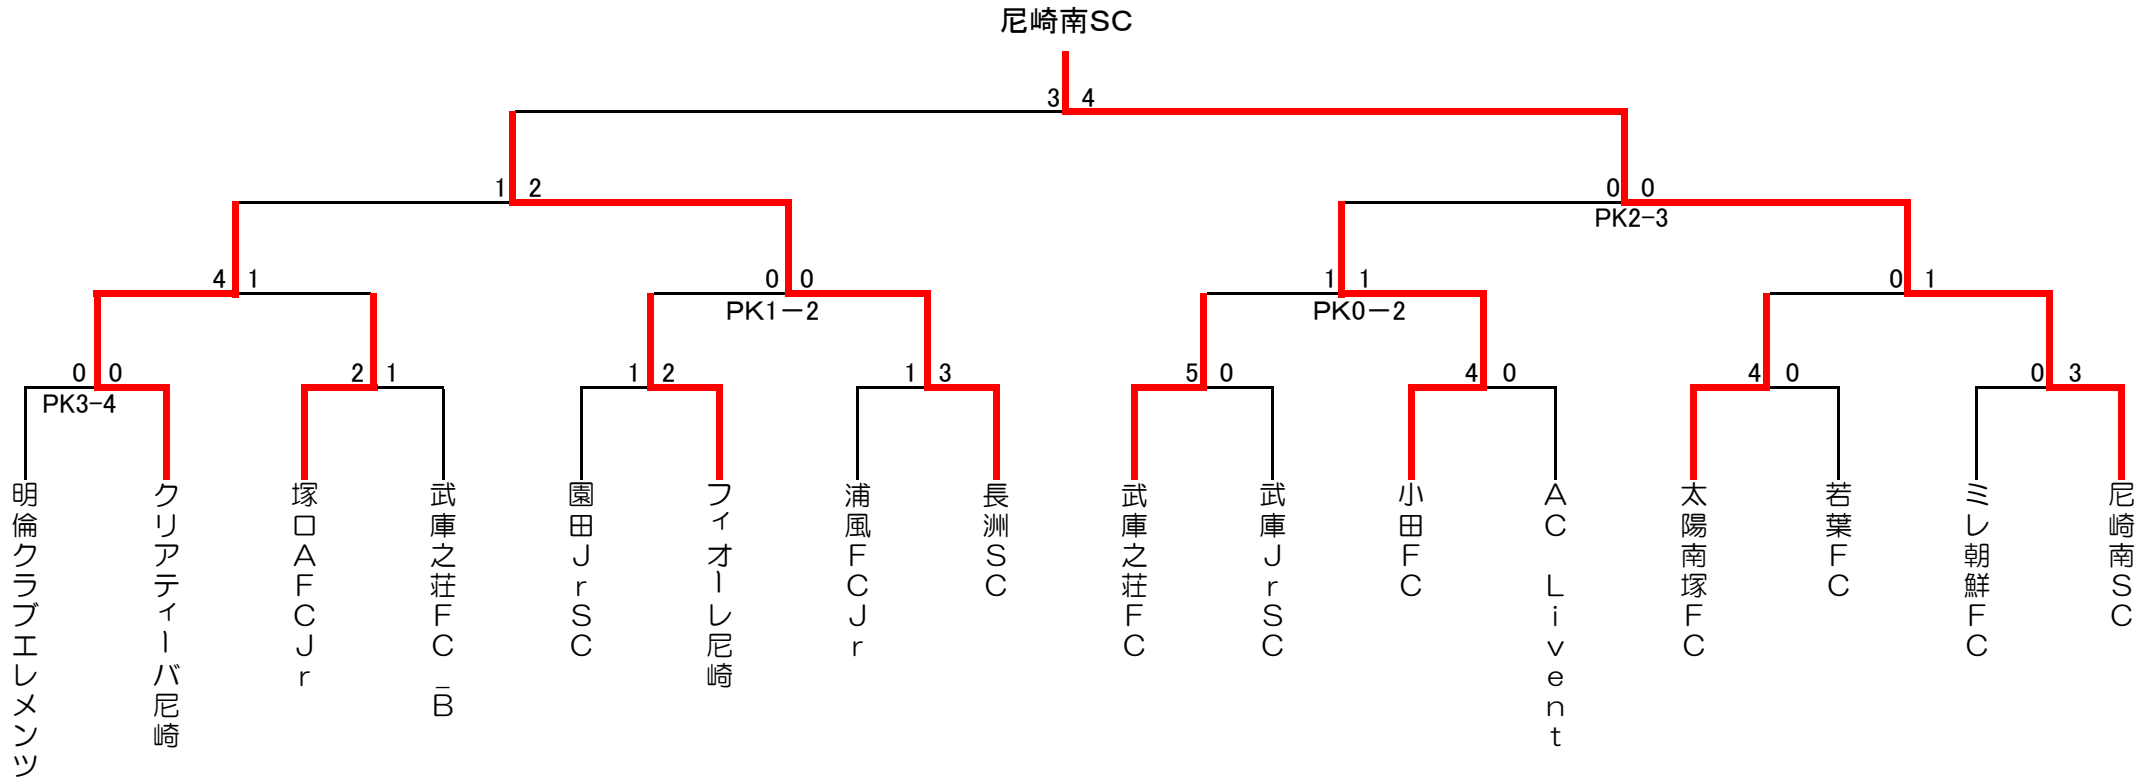 尼崎南SC
3 4
1 2
0 0
PK2-3
4 1
0 0
PK1－2
1 1
PK0－2
0 1
0 0
PK3-4
2 1
1 2
1 3
5 0
4 0
4 0
0 3
明倫クラブエレメンツ
クリアティーバ尼崎
塚口AFCJr
武庫之荘FC_B
園田JrSC
フィオーレ尼崎
浦風FCJr
長洲SC
武庫之荘FC
武庫JrSC
小田FC
AC Livent
太陽南塚FC
若葉FC
ミレ朝鮮FC
尼崎南SC